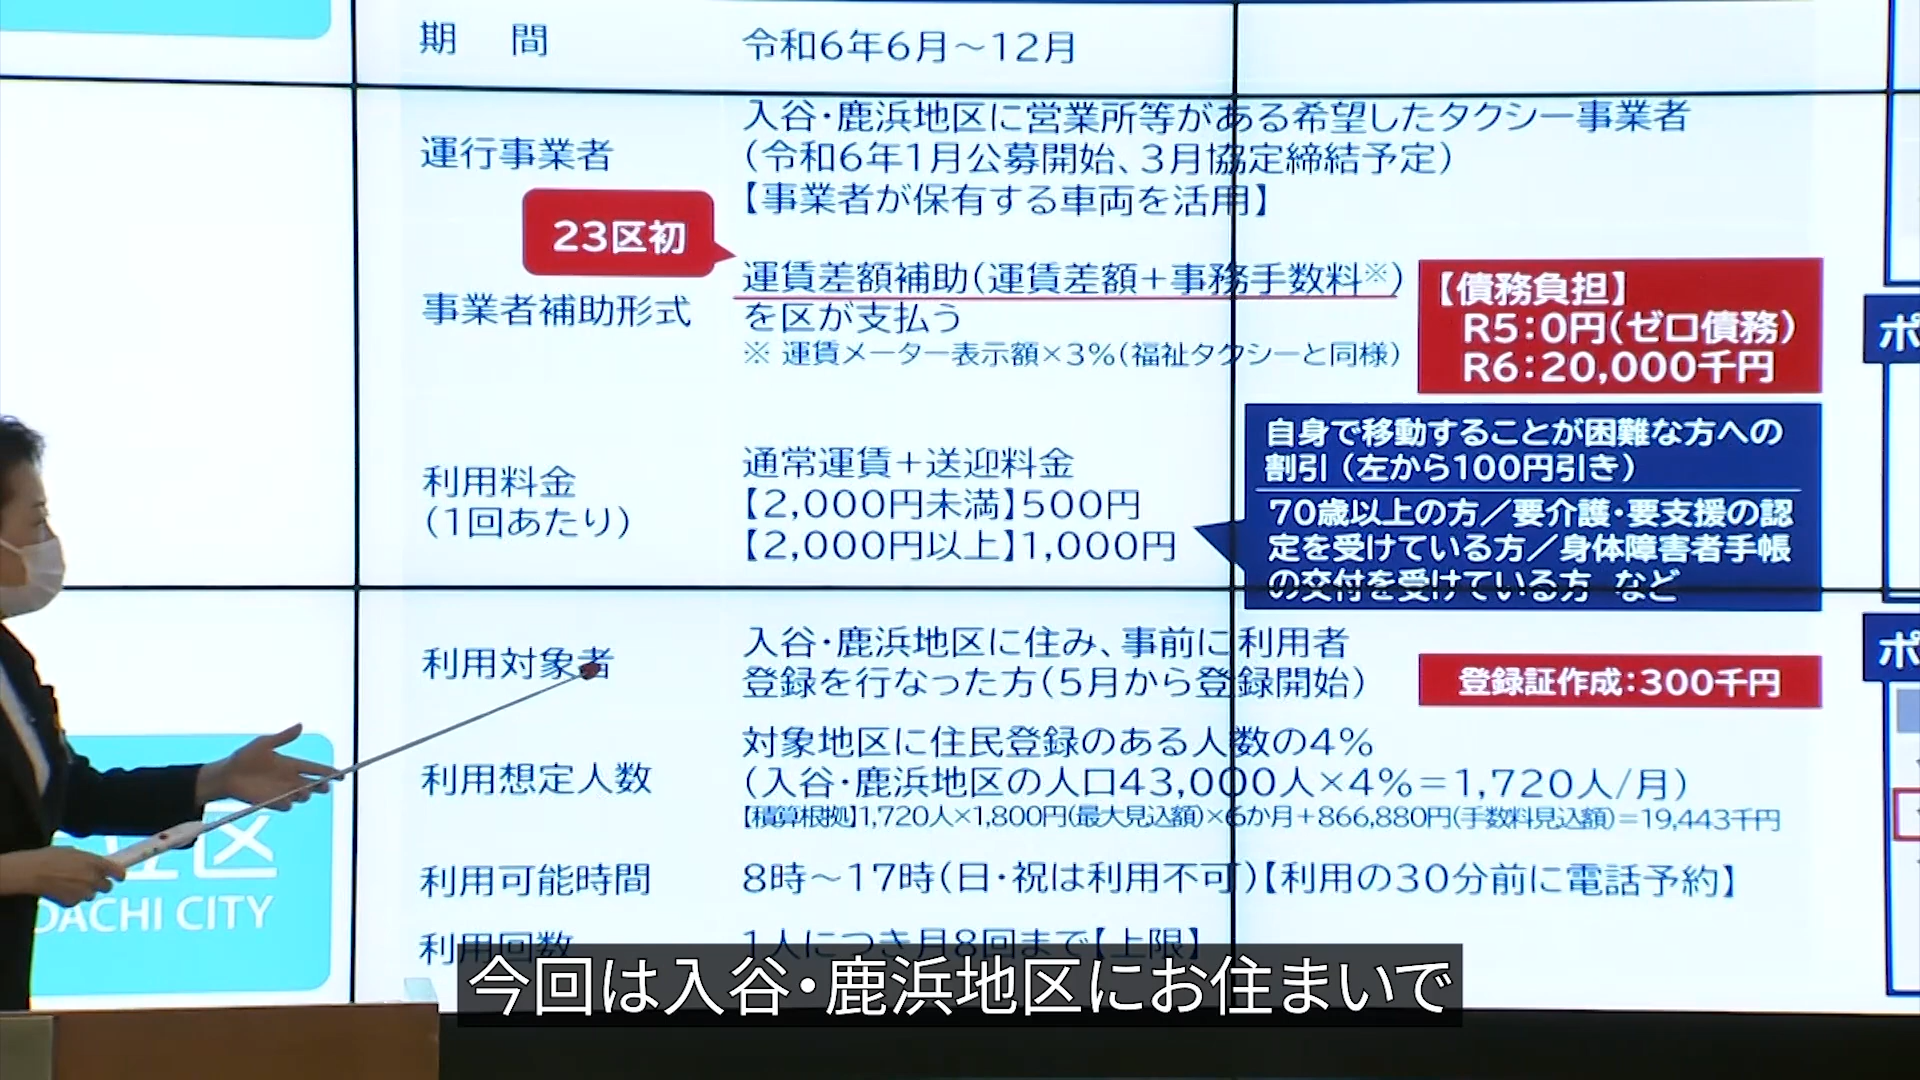 期　間
令和6年6月～12月
運行事業者
入谷・鹿浜地区に営業所等がある希望したタクシー事業者
（令和6年1月公募開始、3月協定締結予定）
【事業者が保有する車両を活用】
23区初
事業者補助形式
運賃差額補助（運賃差額＋事務手数料※）
を区が支払う
※ 運賃メーター表示額×3％（福祉タクシーと同様）
【債務負担】
R5：0円（ゼロ債務）
R6：20,000千円
利用料金
（1回あたり）
通常運賃＋送迎料金
【2,000円未満】500円
【2,000円以上】1,000円
自身で移動することが困難な方への
割引（左から100円引き）
70歳以上の方／要介護・要支援の認
定を受けている方／身体障害者手帳
の交付を受けている方　など
利用対象者
入谷・鹿浜地区に住み、事前に利用者
登録を行なった方（5月から登録開始）
登録証作成：300千円
利用想定人数
対象地区に住民登録のある人数の4％
（入谷・鹿浜地区の人口43,000人×4％＝1,720人/月）
【積算根拠】1,720人×1,800円（最大見込額）×6か月＋866,880円（手数料見込額）＝19,443千円
利用可能時間
8時～17時（日・祝は利用不可）【利用の30分前に電話予約】
利用回数
1人につき月8回まで【上限】
ポ
ポ
立区
DACHI CITY
今回は入谷・鹿浜地区にお住まいで